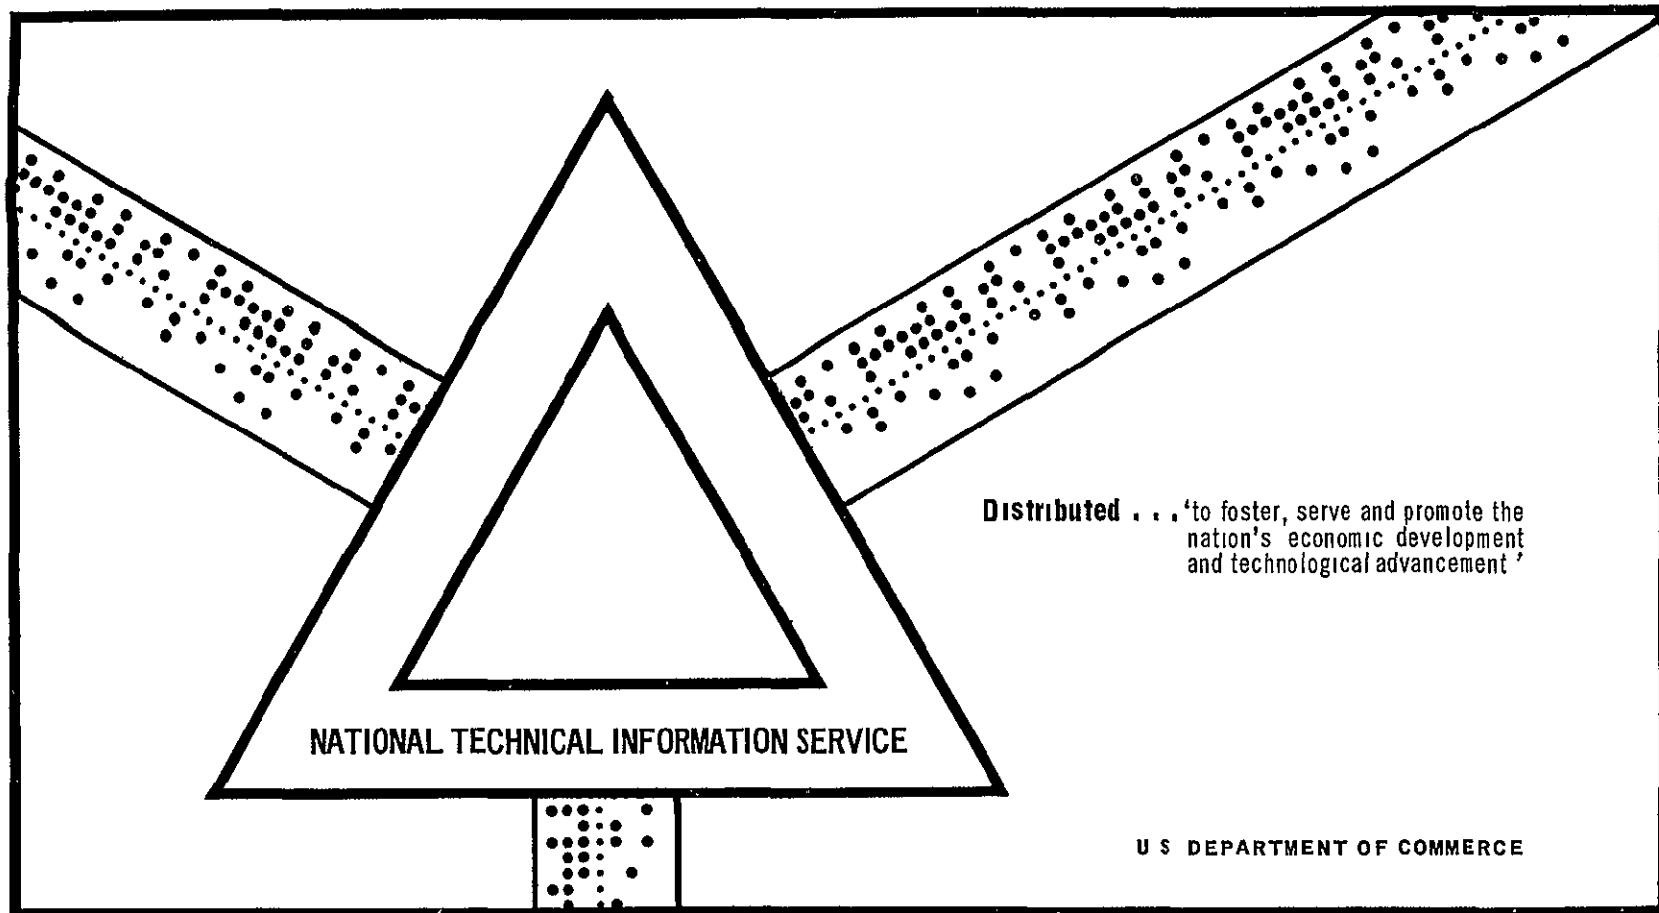 Distributed . . . ‘to foster, serve and promote the
nation's economic development
and technological advancement ’
NATIONAL TECHNICAL INFORMATION SERVICE
U S DEPARTMENT OF COMMERCE